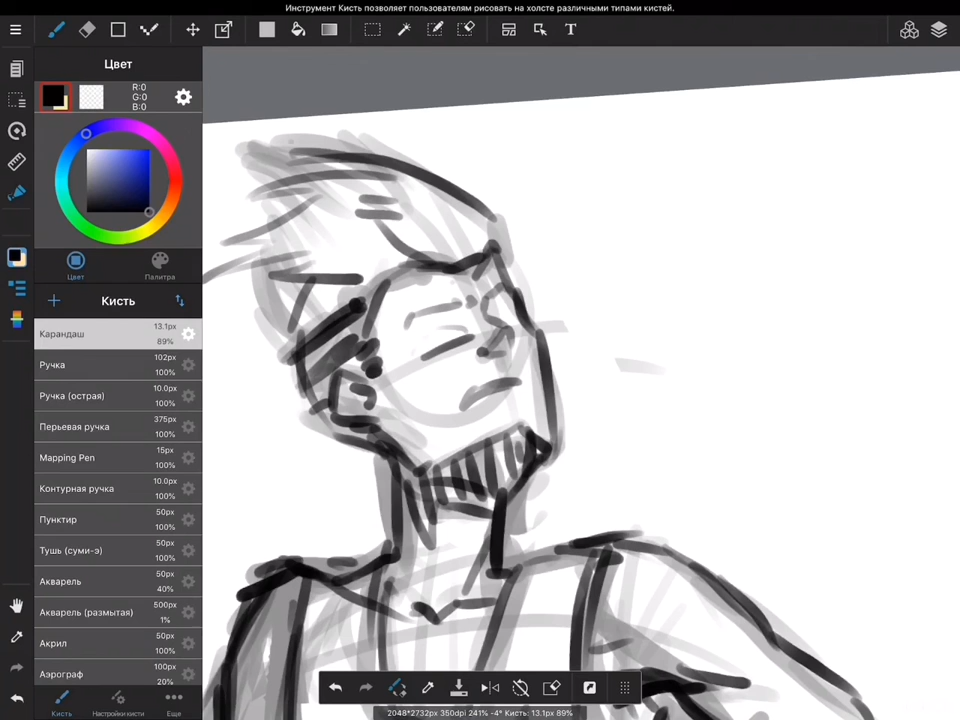 Инструмент Кисть позволяет пользователям рисовать на холсте различными типами кистей.
T
Цвет
R:0
G:0
B:0
Цвет
Палитра
Кисть
Карандаш
13.1px
89%
Ручка
102px
100%
Ручка (острая)
10.0px
100%
Перьевая ручка
375px
100%
Mapping Pen
15px
100%
Контурная ручка
10.0px
100%
Пунктир
50px
100%
Тушь (суми-э)
50px
100%
Акварель
50px
40%
Акварель (размытая)
500px
1%
Акрил
50px
100%
Аэрограф
100px
20%
Кисть
Настройки кисти
Еще
2048*2732px 350dpi 241% -4° Кисть: 13.1px 89%